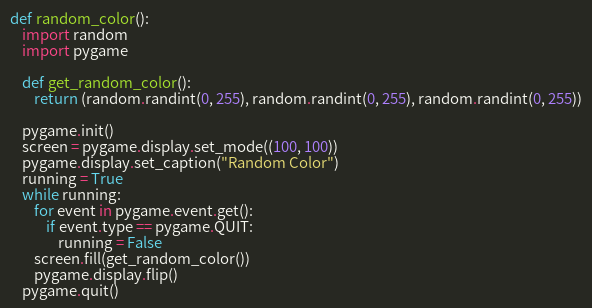 def random_color():
    import random
    import pygame

    def get_random_color():
        return (random.randint(0, 255), random.randint(0, 255), random.randint(0, 255))

    pygame.init()
    screen = pygame.display.set_mode((100, 100))
    pygame.display.set_caption("Random Color")
    running = True
    while running:
        for event in pygame.event.get():
            if event.type == pygame.QUIT:
                running = False
        screen.fill(get_random_color())
        pygame.display.flip()
    pygame.quit()